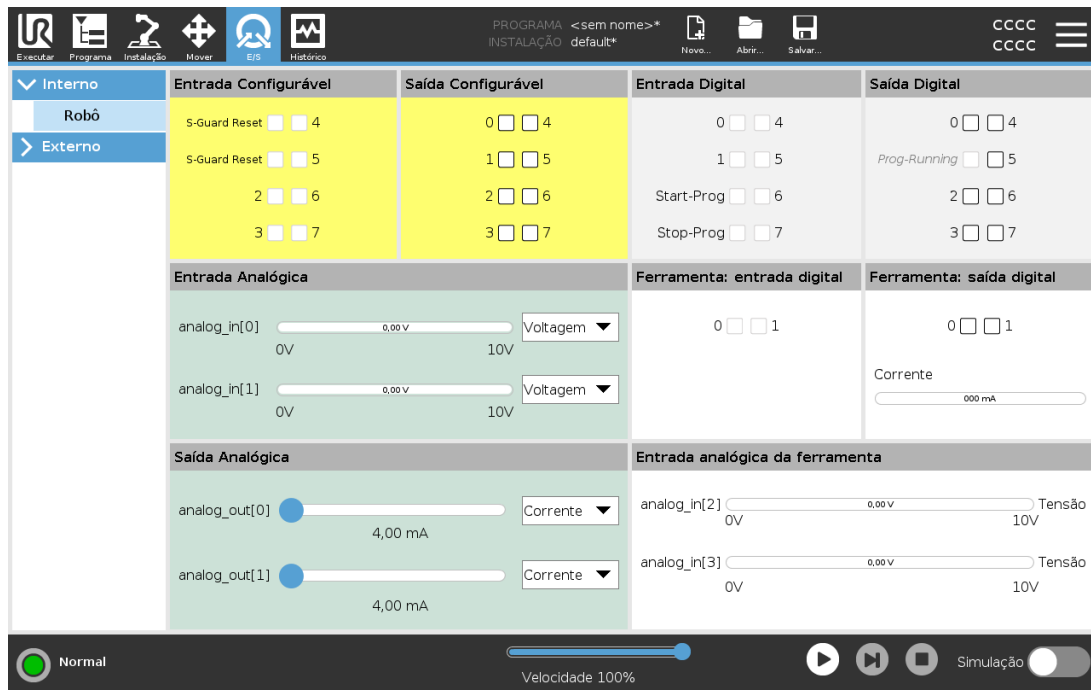 PROGRAMA <sem nome>*
INSTALAÇÃO default*
CCCC
CCCC
Executar Programa Instalação Mover E/S Histórico Novo... Abrir... Salvar...
Interno
Robô
Externo
Entrada Configurável
S-Guard Reset 4
S-Guard Reset 5
2 6
3 7
Saída Configurável
0 4
1 5
2 6
3 7
Entrada Digital
0 4
1 5
Start-Prog 6
Stop-Prog 7
Saída Digital
0 4
Prog-Running 5
2 6
3 7
Entrada Analógica
analog_in[0] 0,00 V Voltagem
0V 10V
analog_in[1] 0,00 V Voltagem
0V 10V
Ferramenta: entrada digital
0 1
Ferramenta: saída digital
0 1
Corrente
000 mA
Saída Analógica
analog_out[0] Corrente
4,00 mA
analog_out[1] Corrente
4,00 mA
Entrada analógica da ferramenta
analog_in[2] 0,00 V Tensão
0V 10V
analog_in[3] 0,00 V Tensão
0V 10V
Normal
Velocidade 100%
Simulação